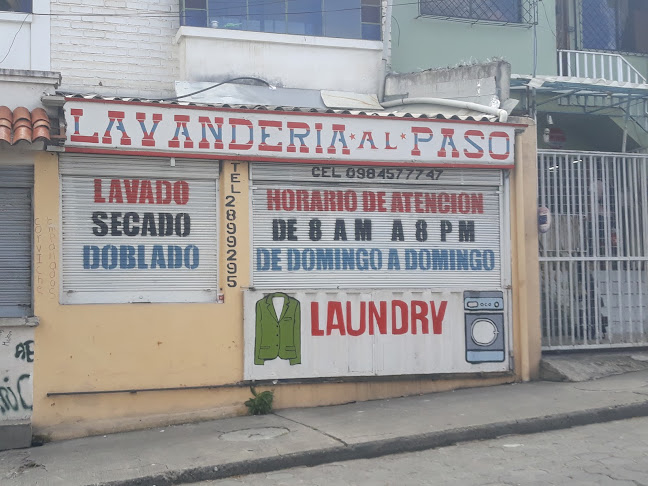 LAVANDERIA*AL*PASO
CEL 0984577747
TEL 2899295
LAVADO
SECADO
DOBLADO
HORARIO DE ATENCION
DE 8 AM A 8 PM
DE DOMINGO A DOMINGO
LAUNDRY